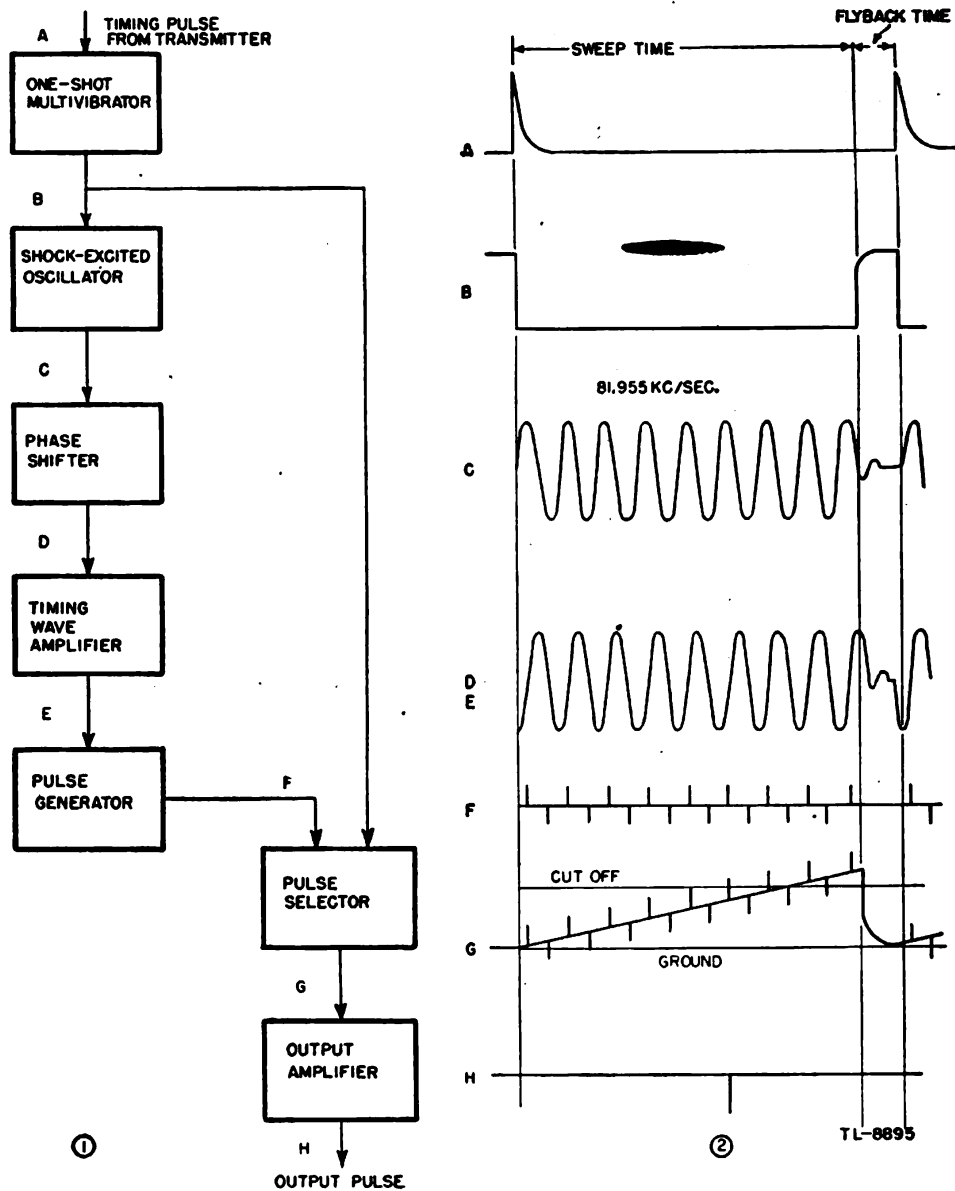 A
TIMING PULSE
FROM TRANSMITTER
ONE-SHOT
MULTIVIBRATOR
B
SHOCK-EXCITED
OSCILLATOR
C
PHASE
SHIFTER
D
TIMING
WAVE
AMPLIFIER
E
PULSE
GENERATOR
F
PULSE
SELECTOR
G
OUTPUT
AMPLIFIER
H
OUTPUT PULSE
①
FLYBACK TIME
SWEEP TIME
A
B
81.955 KC/SEC.
C
D
E
F
CUT OFF
G
GROUND
H
②
TL-8895